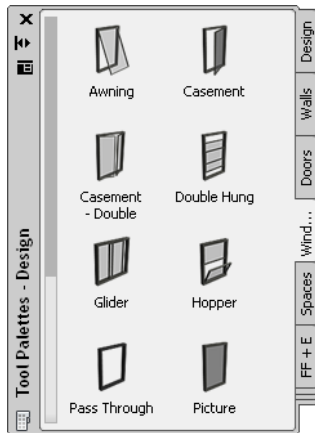 Tool Palettes - Design
Awning
Casement
Casement
- Double
Double Hung
Glider
Hopper
Pass Through
Picture
Design
Walls
Doors
Wind...
Spaces
FF + E